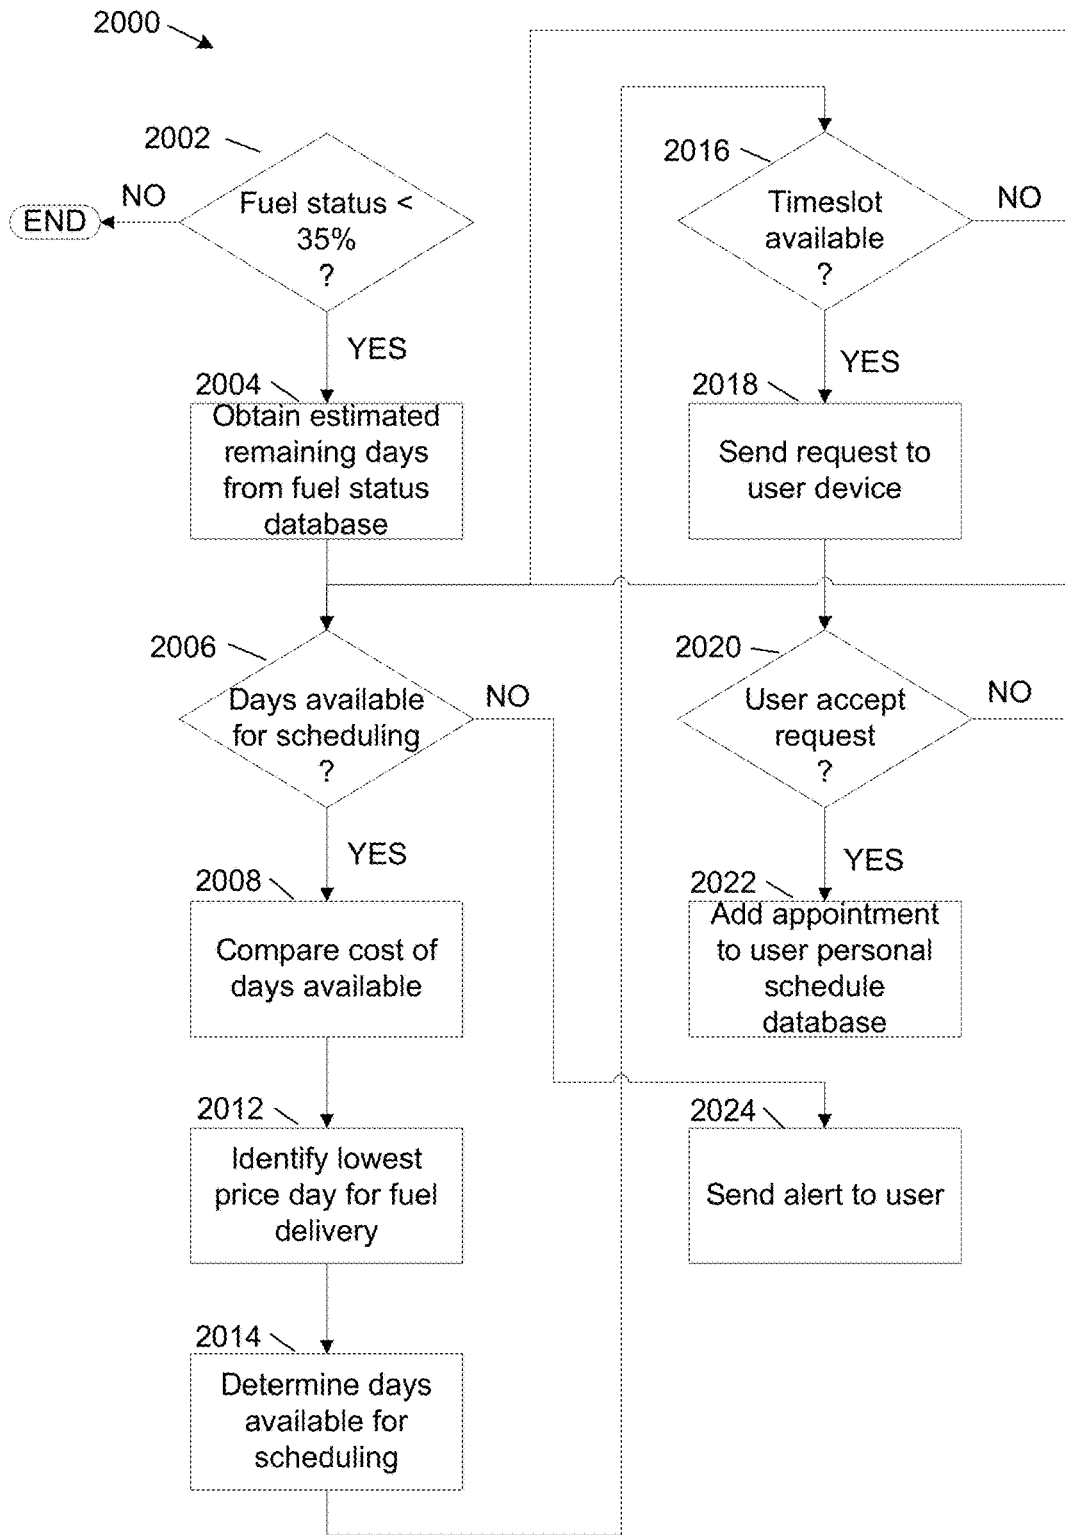 2000
2002
NO
END
Fuel status <
35%
?
YES
2004
Obtain estimated
remaining days
from fuel status
database
2006
Days available
for scheduling
?
NO
YES
2008
Compare cost of
days available
2012
Identify lowest
price day for fuel
delivery
2014
Determine days
available for
scheduling
2016
Timeslot
available
?
NO
YES
2018
Send request to
user device
2020
User accept
request
?
NO
YES
2022
Add appointment
to user personal
schedule
database
2024
Send alert to user